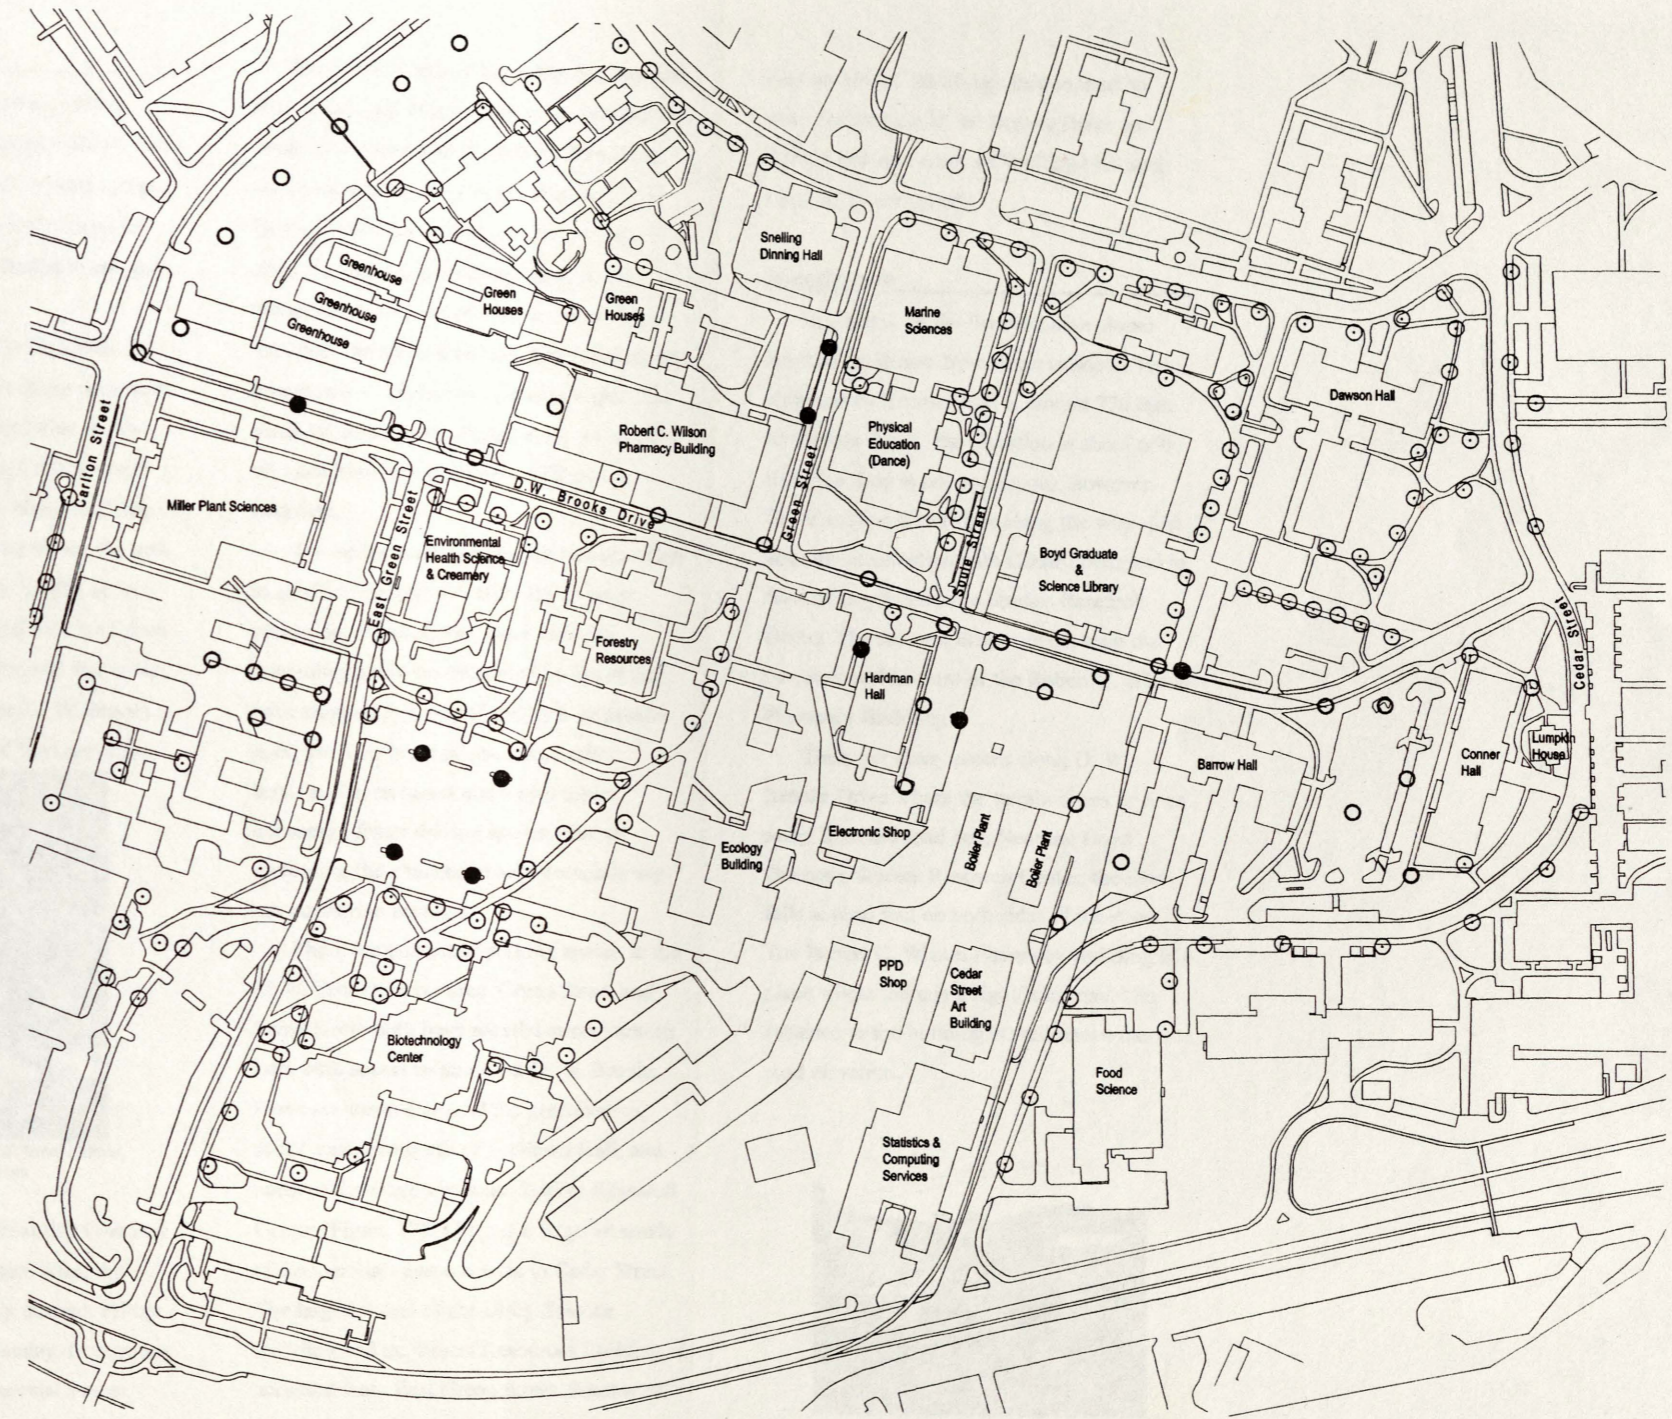 Snelling
Dinning Hall
Greenhouse
Greenhouse
Greenhouse
Green
Houses
Green
Houses
Marine
Sciences
Dawson Hall
Carlton Street
Robert C. Wilson
Pharmacy Building
Physical
Education
(Dance)
Green Street
Miller Plant Sciences
D.W. Brooks Drive
East Green Street
Environmental
Health Science
& Creamery
Soule Street
Boyd Graduate
&
Science Library
Cedar Street
Forestry
Resources
Hardman
Hall
Barrow Hall
Conner
Hall
Lumpkin
House
Electronic Shop
Boiler Plant
Boiler Plant
Ecology
Building
PPD
Shop
Cedar
Street
Art
Building
Biotechnology
Center
Food
Science
Statistics &
Computing
Services